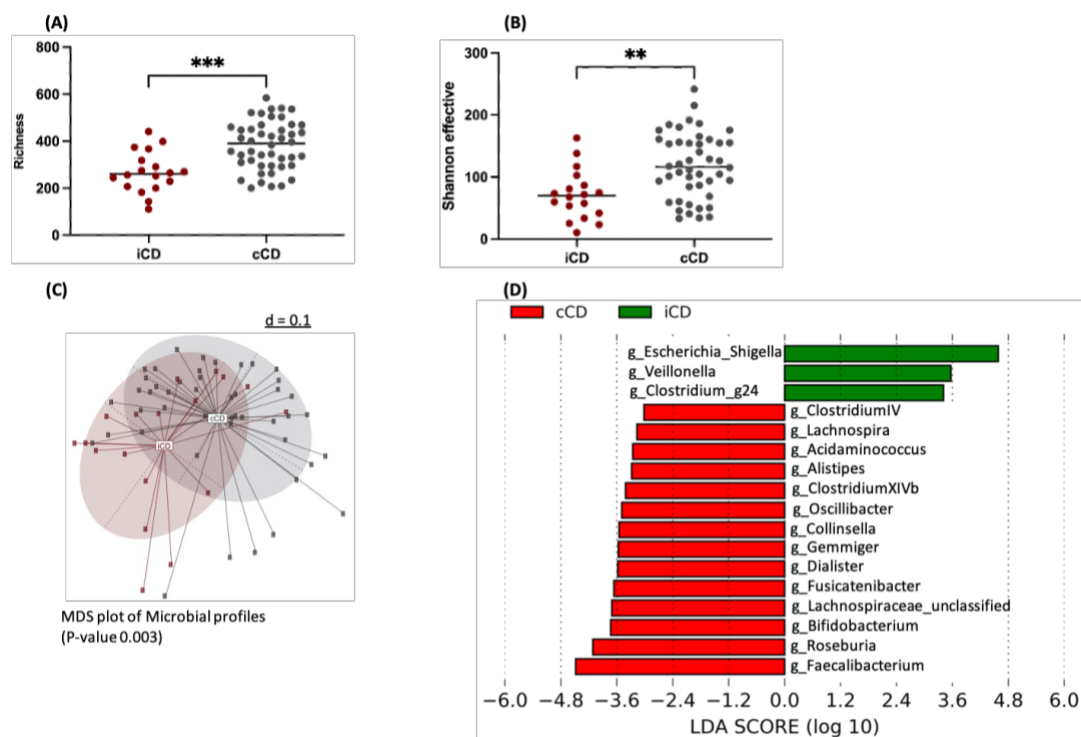 (A)
800
600
400
200
0
Richness
***
iCD
cCD
(B)
300
200
100
0
Shannon effective
**
iCD
cCD
(C)
d = 0.1
cCD
iCD
MDS plot of Microbial profiles
(P-value 0.003)
(D)
cCD iCD
g_Escherichia_Shigella
g_Veillonella
g_Clostridium_g24
g_ClostridiumIV
g_Lachnospira
g_Acidaminococcus
g_Alistipes
g_ClostridiumXIVb
g_Oscillibacter
g_Collinsella
g_Gemmiger
g_Dialister
g_Fusicatenibacter
g_Lachnospiraceae_unclassified
g_Bifidobacterium
g_Roseburia
g_Faecalibacterium
−6.0 −4.8 −3.6 −2.4 −1.2 0.0 1.2 2.4 3.6 4.8 6.0
LDA SCORE (log 10)